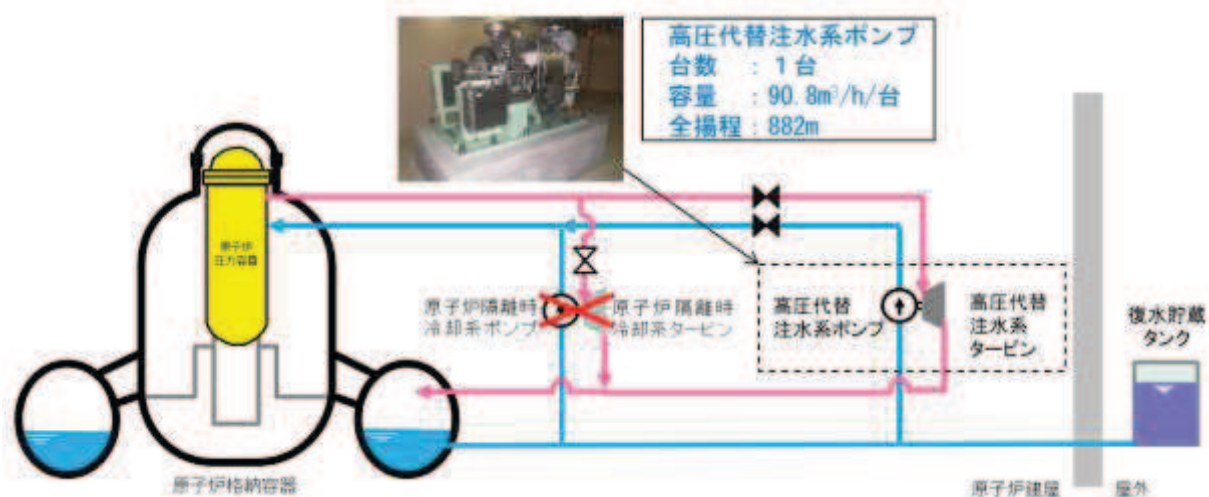 高圧代替注水系ポンプ
台数　：１台
容量　：90.8m³/h/台
全揚程：882m
原子炉
圧力容器
原子炉隔離時
冷却系ポンプ
原子炉隔離時
冷却系タービン
高圧代替
注水系ポンプ
高圧代替
注水系
タービン
復水貯蔵
タンク
原子炉格納容器
原子炉建屋
屋外